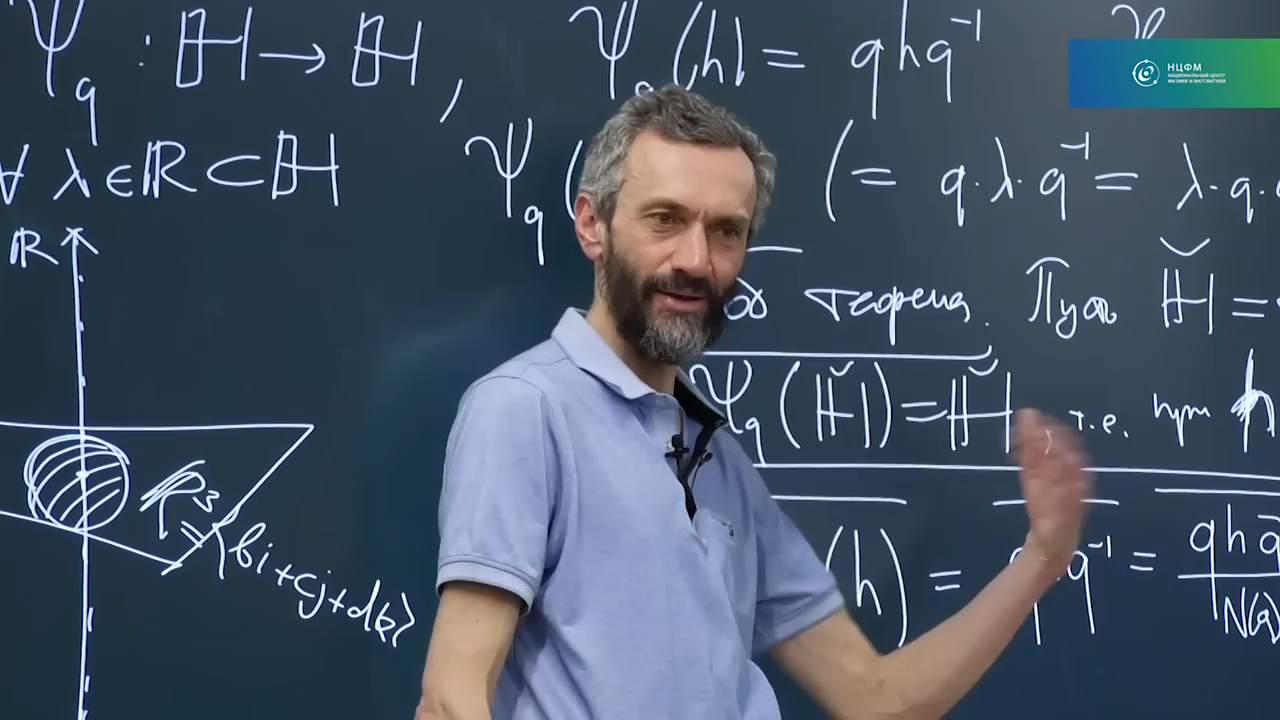 Ψ_q : ℍ → ℍ, Ψ_q(h) = qhq⁻¹
НЦФМ
НАЦИОНАЛЬНЫЙ ЦЕНТР
ФИЗИКИ И МАТЕМАТИКИ
∀ λ ∈ ℝ ⊂ ℍ Ψ_q( (= q·λ·q⁻¹ = λ·q·q
ℝ
теорема. Пусть ℍ̌ =
Ψ_q(ℍ̌) = ℍ̌, т.е. при h
ℝ³ = ⟨bi+cj+dk⟩
(h) = q⁻¹ = qhq
N(q)